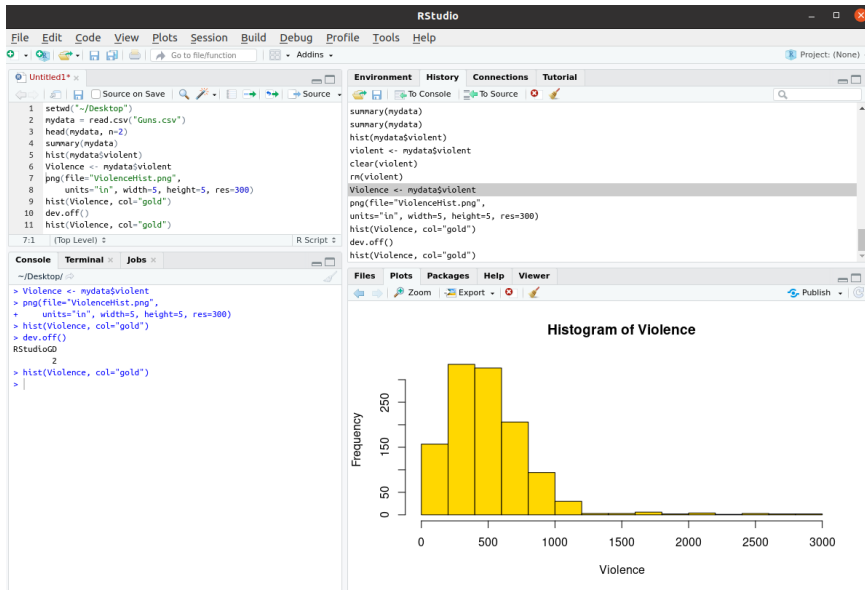 RStudio
File Edit Code View Plots Session Build Debug Profile Tools Help
Go to file/function Addins Project: (None)
Untitled1*
Source on Save Source
1 setwd("~/Desktop")
2 mydata = read.csv("Guns.csv")
3 head(mydata, n=2)
4 summary(mydata)
5 hist(mydata$violent)
6 Violence <- mydata$violent
7 png(file="ViolenceHist.png",
8 units="in", width=5, height=5, res=300)
9 hist(Violence, col="gold")
10 dev.off()
11 hist(Violence, col="gold")
7:1 (Top Level) R Script
Console Terminal Jobs
~/Desktop/
> Violence <- mydata$violent
> png(file="ViolenceHist.png",
+ units="in", width=5, height=5, res=300)
> hist(Violence, col="gold")
> dev.off()
RStudioGD
2
> hist(Violence, col="gold")
>
Environment History Connections Tutorial
To Console To Source
summary(mydata)
summary(mydata)
hist(mydata$violent)
violent <- mydata$violent
clear(violent)
rm(violent)
Violence <- mydata$violent
png(file="ViolenceHist.png",
units="in", width=5, height=5, res=300)
hist(Violence, col="gold")
dev.off()
hist(Violence, col="gold")
Files Plots Packages Help Viewer
Zoom Export Publish
Histogram of Violence
Frequency
250
150
50
0
0 500 1000 1500 2000 2500 3000
Violence